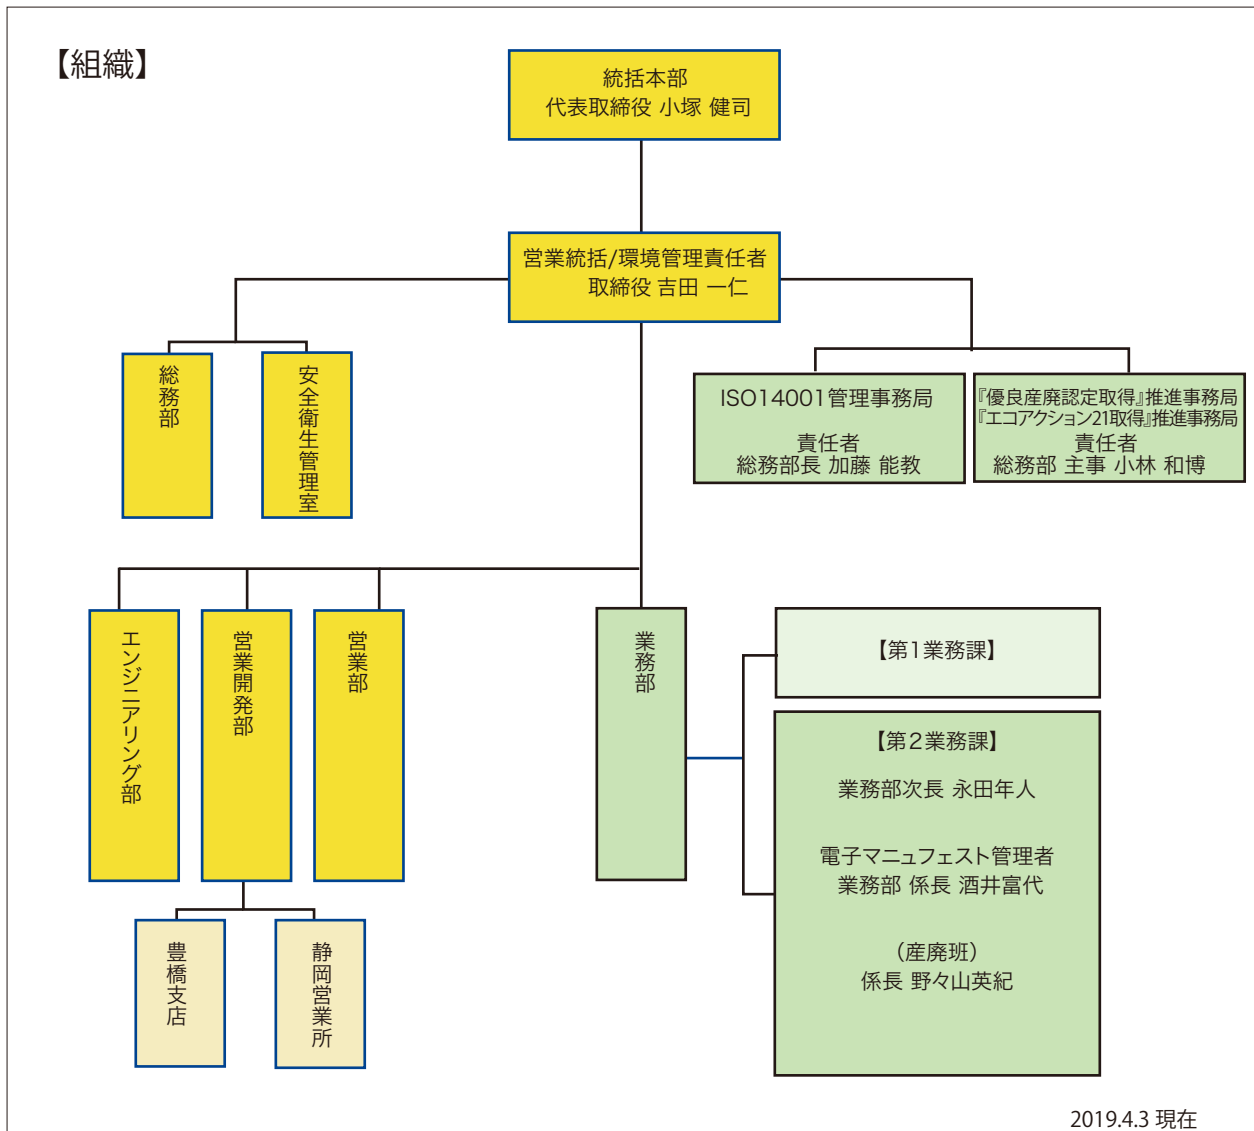 【組織】
統括本部
代表取締役 小塚 健司
営業統括/環境管理責任者
取締役 吉田 一仁
総務部
安全衛生管理室
ISO14001管理事務局
責任者
総務部長 加藤 能教
『優良産廃認定取得』推進事務局
『エコアクション21取得』推進事務局
責任者
総務部 主事 小林 和博
エンジニアリング部
営業開発部
営業部
業務部
【第1業務課】
【第2業務課】
業務部次長 永田年人
電子マニュフェスト管理者
業務部 係長 酒井富代
（産廃班）
係長 野々山英紀
豊橋支店
静岡営業所
2019.4.3 現在